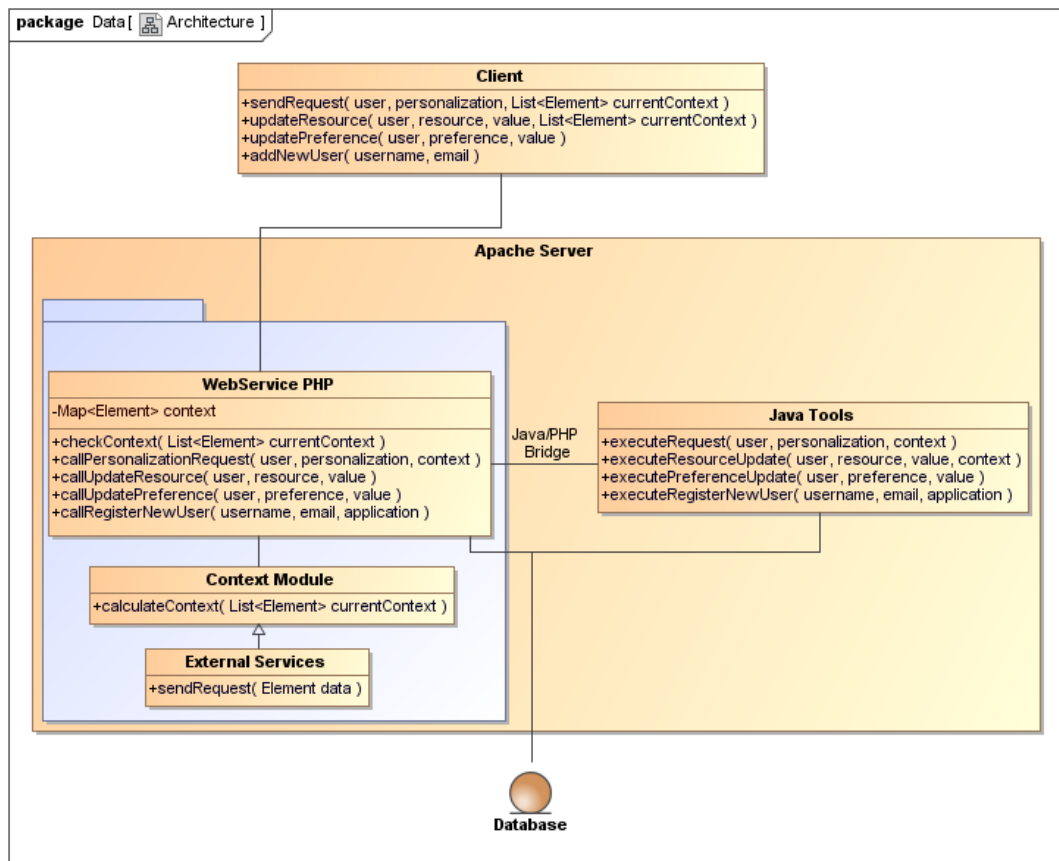 package Data[ Architecture ]
Client
+sendRequest( user, personalization, List<Element> currentContext )
+updateResource( user, resource, value, List<Element> currentContext )
+updatePreference( user, preference, value )
+addNewUser( username, email )
Apache Server
WebService PHP
-Map<Element> context
+checkContext( List<Element> currentContext )
+callPersonalizationRequest( user, personalization, context )
+callUpdateResource( user, resource, value )
+callUpdatePreference( user, preference, value )
+callRegisterNewUser( username, email, application )
Java/PHP
Bridge
Java Tools
+executeRequest( user, personalization, context )
+executeResourceUpdate( user, resource, value, context )
+executePreferenceUpdate( user, preference, value )
+executeRegisterNewUser( username, email, application )
Context Module
+calculateContext( List<Element> currentContext )
External Services
+sendRequest( Element data )
Database